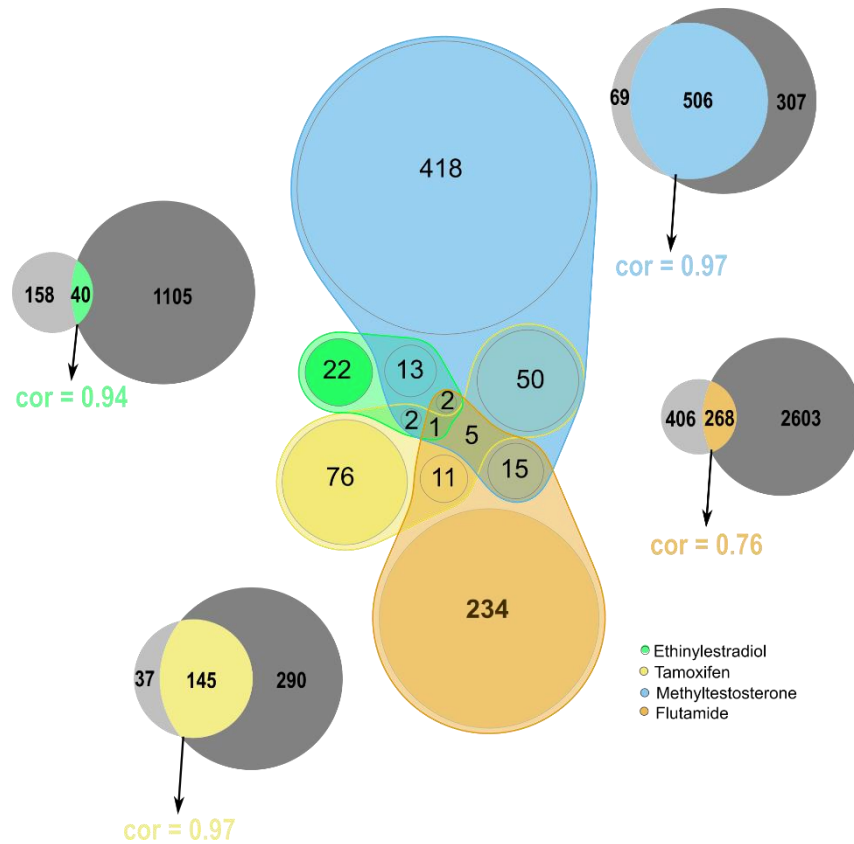 69 506 307
cor = 0.97
418
158 40 1105
cor = 0.94
22 13 50
2
2 1 5
76 11 15
406 268 2603
cor = 0.76
234
37 145 290
cor = 0.97
Ethinylestradiol
Tamoxifen
Methyltestosterone
Flutamide